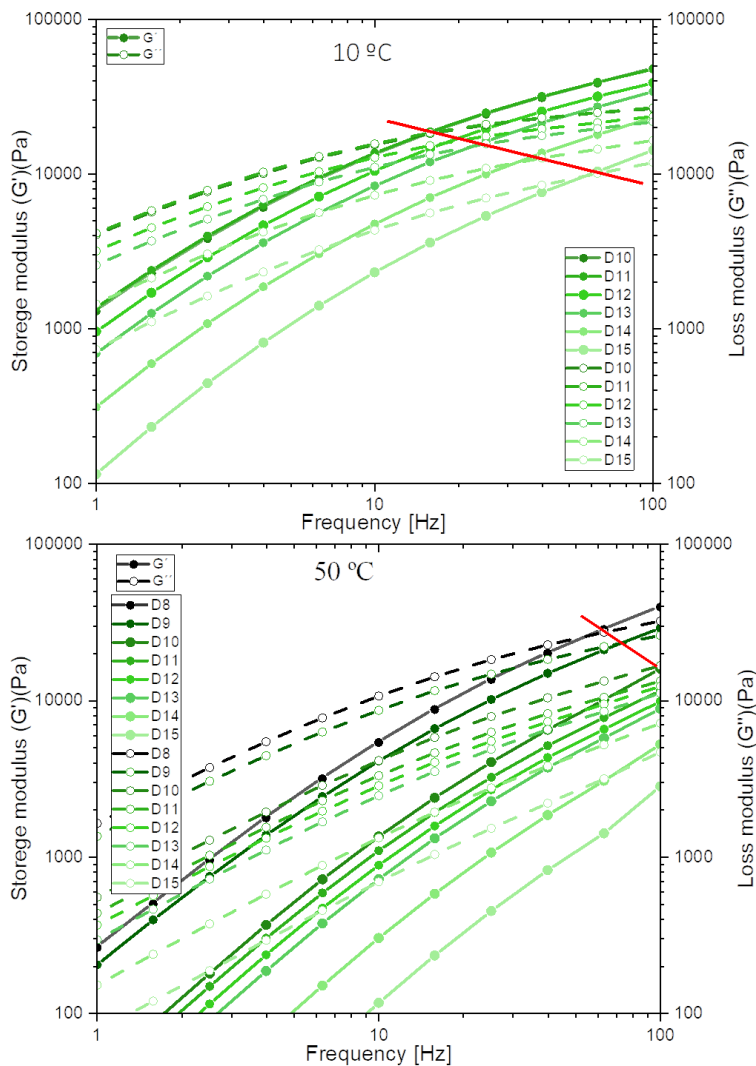 100000
10000
1000
100
Storege modulus (G')(Pa)
G´
G´´
10 ºC
100000
10000
1000
100
Loss modulus (G'')(Pa)
D10
D11
D12
D13
D14
D15
D10
D11
D12
D13
D14
D15
1
10
100
Frequency [Hz]
100000
10000
1000
100
Storege modulus (G')(Pa)
G´
G´´
50 ºC
D8
D9
D10
D11
D12
D13
D14
D15
D8
D9
D10
D11
D12
D13
D14
D15
100000
10000
1000
100
Loss modulus (G'')(Pa)
1
10
100
Frequency [Hz]